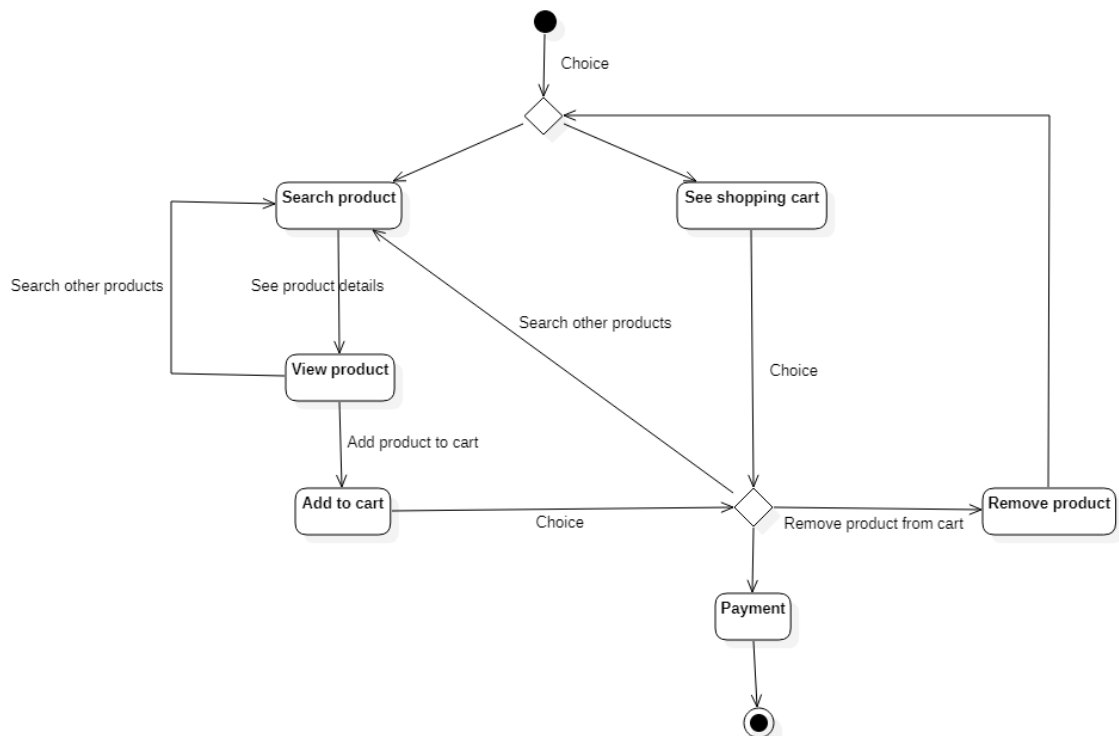 Choice
Search product
See shopping cart
Search other products
See product details
Search other products
View product
Choice
Add product to cart
Add to cart
Choice
Remove product from cart
Remove product
Payment